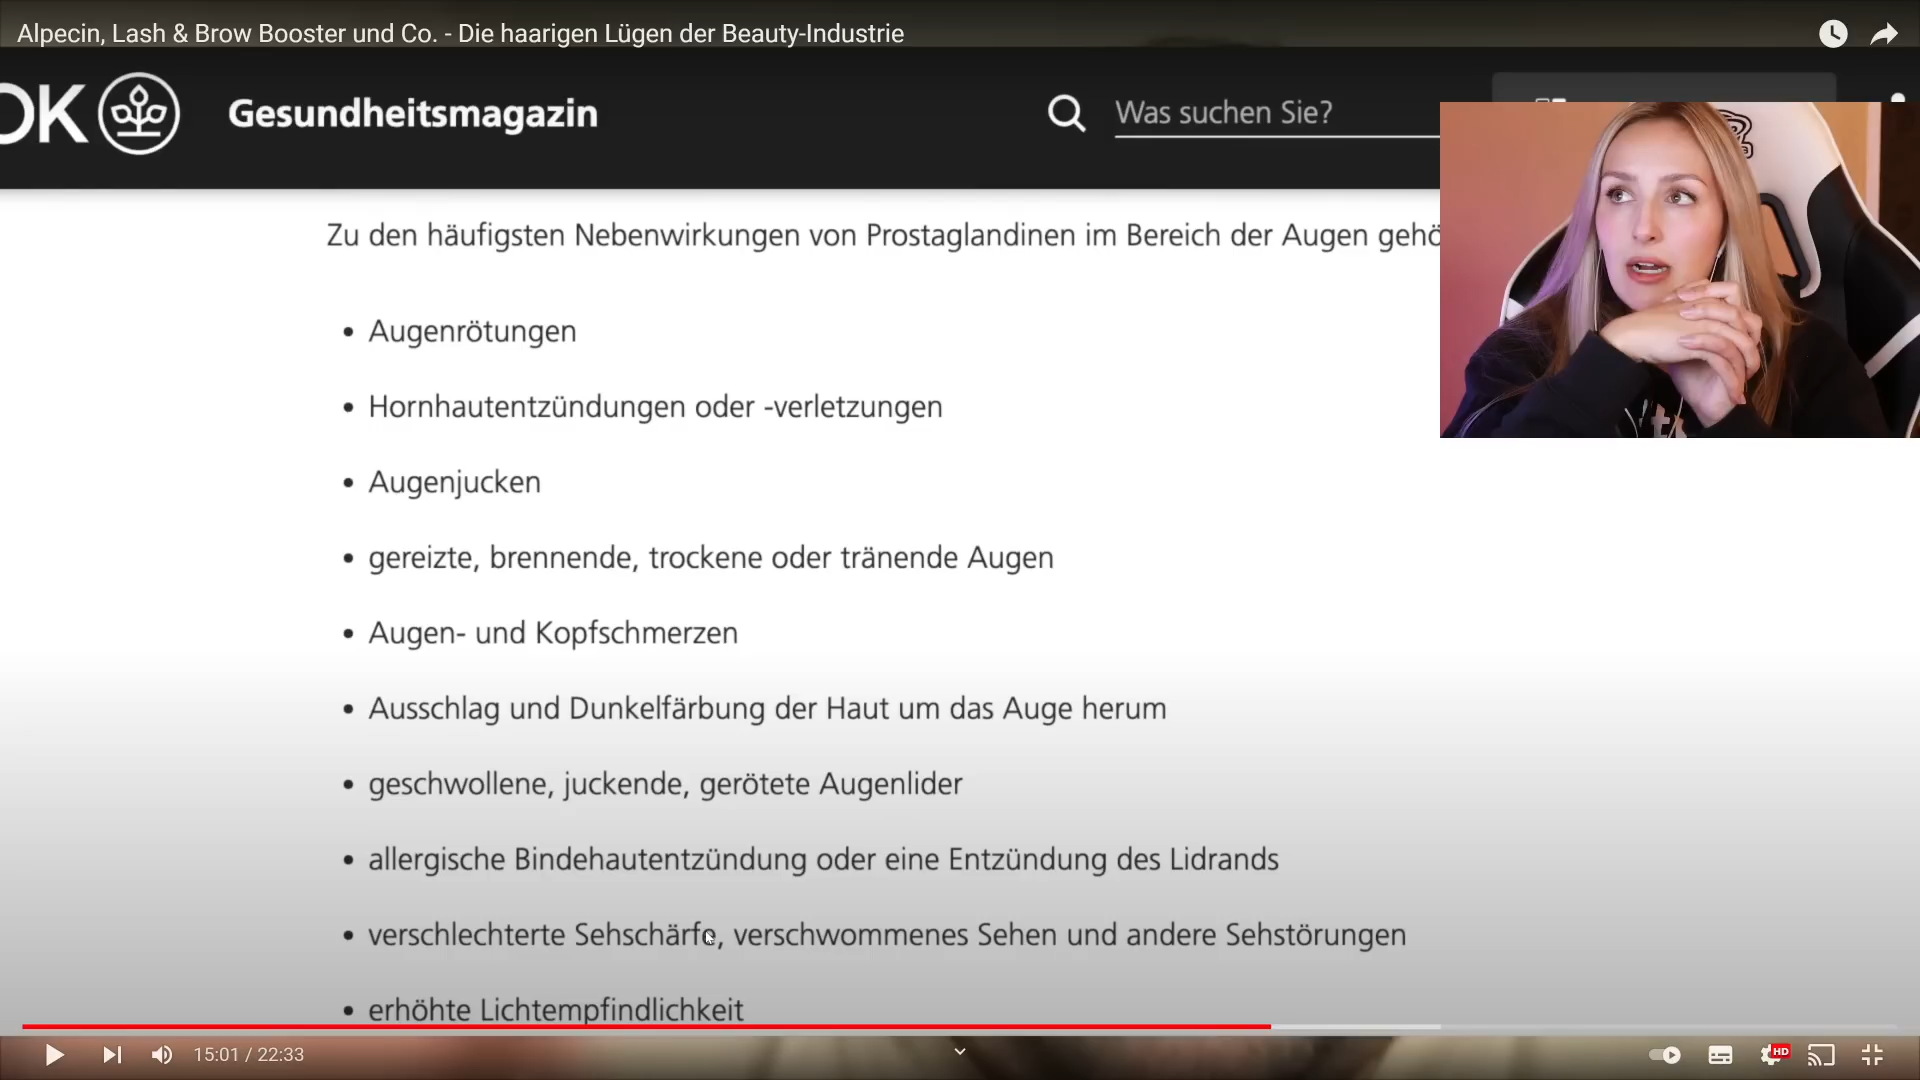 Alpecin, Lash & Brow Booster und Co. - Die haarigen Lügen der Beauty-Industrie
OK
Gesundheitsmagazin
Was suchen Sie?
Zu den häufigsten Nebenwirkungen von Prostaglandinen im Bereich der Augen gehö
• Augenrötungen
• Hornhautentzündungen oder -verletzungen
• Augenjucken
• gereizte, brennende, trockene oder tränende Augen
• Augen- und Kopfschmerzen
• Ausschlag und Dunkelfärbung der Haut um das Auge herum
• geschwollene, juckende, gerötete Augenlider
• allergische Bindehautentzündung oder eine Entzündung des Lidrands
• verschlechterte Sehschärfe, verschwommenes Sehen und andere Sehstörungen
• erhöhte Lichtempfindlichkeit
15:01 / 22:33
HD